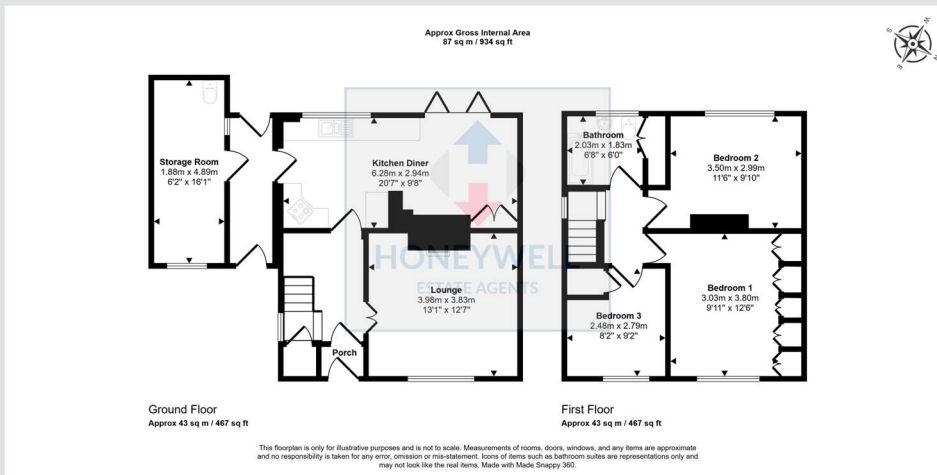 Approx Gross Internal Area
87 sq m / 934 sq ft
Storage Room
1.88m x 4.89m
6'2" x 16'1"
Kitchen Diner
6.28m x 2.94m
20'7" x 9'8"
HONEYWELL
ESTATE AGENTS
Lounge
3.98m x 3.83m
13'1" x 12'7"
Porch
Bathroom
2.03m x 1.83m
6'8" x 6'0"
Bedroom 2
3.50m x 2.99m
11'6" x 9'10"
Bedroom 1
3.03m x 3.80m
9'11" x 12'6"
Bedroom 3
2.48m x 2.79m
8'2" x 9'2"
Ground Floor
Approx 43 sq m / 467 sq ft
First Floor
Approx 43 sq m / 467 sq ft
This floorplan is only for illustrative purposes and is not to scale. Measurements of rooms, doors, windows, and any items are approximate
and no responsibility is taken for any error, omission or mis-statement. Icons of items such as bathroom suites are representations only and
may not look like the real items. Made with Made Snappy 360.
N
E
S
W